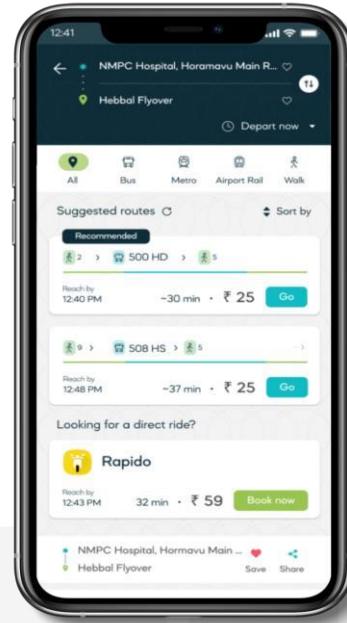 12:41
NMPC Hospital, Horamavu Main R...
Hebbal Flyover
Depart now
All Bus Metro Airport Rail Walk
Suggested routes Sort by
Recommended
2 > 500 HD > 5
Reach by
12:40 PM ~30 min · ₹ 25 Go
9 > 508 HS > 5
Reach by
12:48 PM ~37 min · ₹ 25 Go
Looking for a direct ride?
Rapido
Reach by
12:43 PM 32 min · ₹ 59 Book now
NMPC Hospital, Hormavu Main ...
Hebbal Flyover Save Share